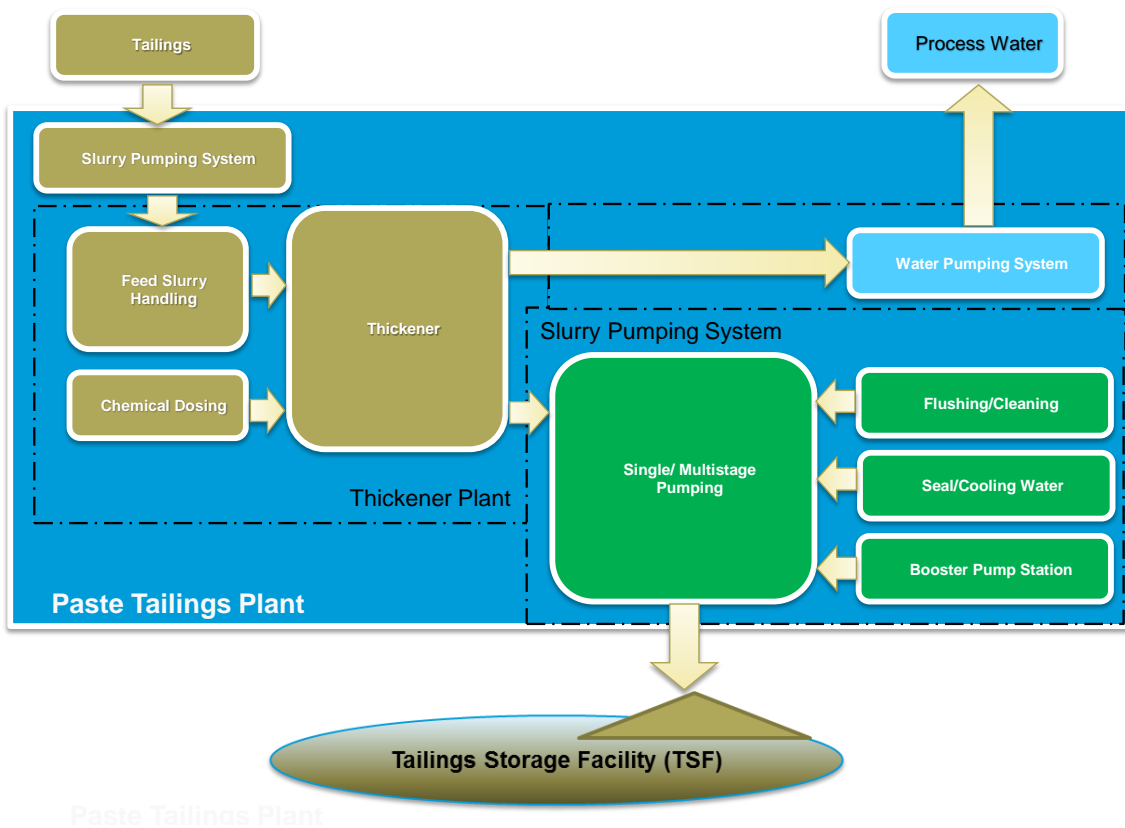 Tailings
Process Water
Slurry Pumping System
Feed Slurry
Handling
Thickener
Water Pumping System
Chemical Dosing
Slurry Pumping System
Flushing/Cleaning
Single/ Multistage
Pumping
Seal/Cooling Water
Thickener Plant
Booster Pump Station
Paste Tailings Plant
Tailings Storage Facility (TSF)
Paste Tailings Plant